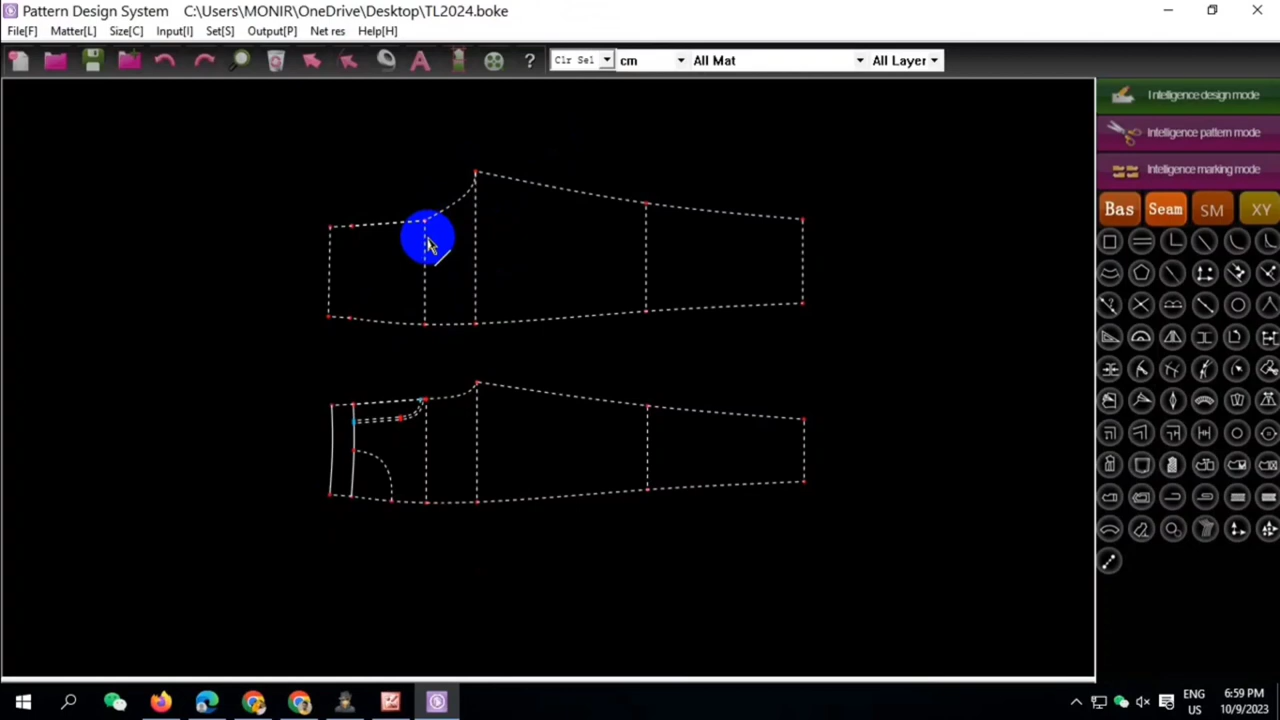 Pattern Design System C:\Users\MONIR\OneDrive\Desktop\TL2024.boke
File[F] Matter[L] Size[C] Input[I] Set[S] Output[P] Net res Help[H]
A ? Clr Sel cm All Mat All Layer
Intelligence design mode
Intelligence pattern mode
Intelligence marking mode
Bas Seam SM XY
ENG 6:59 PM
US 10/9/2023